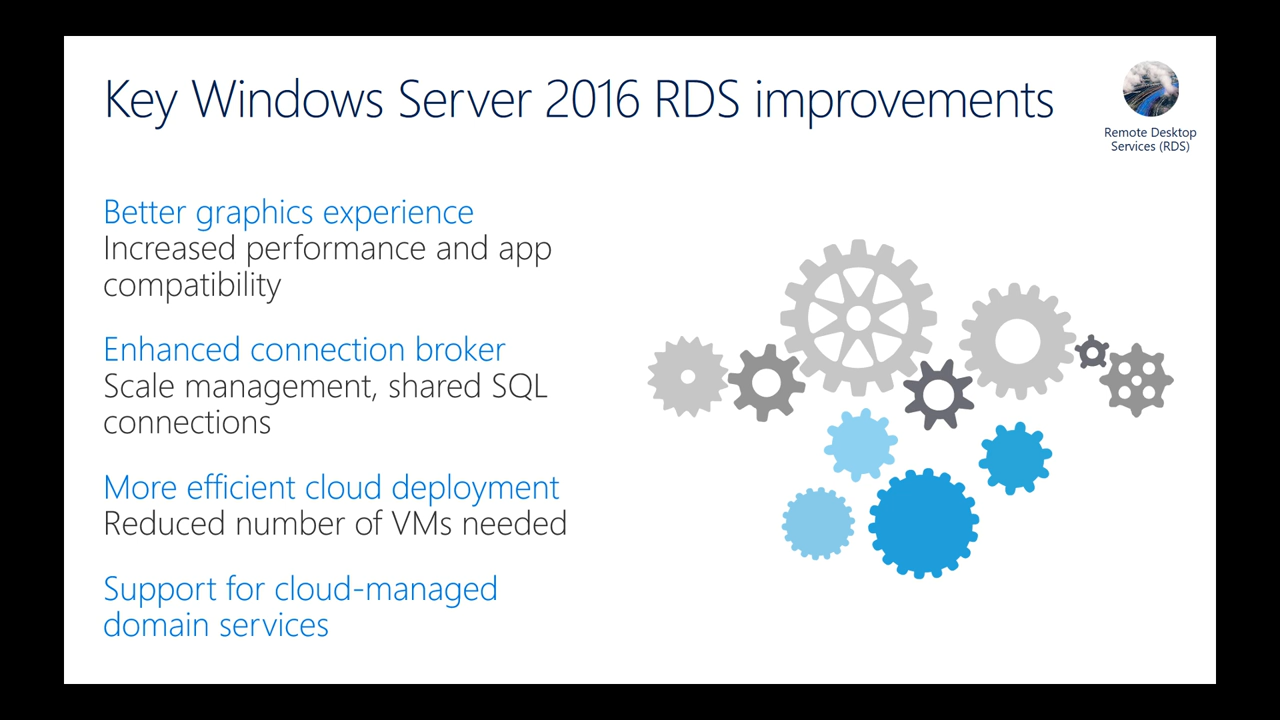 Key Windows Server 2016 RDS improvements
Remote Desktop
Services (RDS)
Better graphics experience
Increased performance and app
compatibility
Enhanced connection broker
Scale management, shared SQL
connections
More efficient cloud deployment
Reduced number of VMs needed
Support for cloud-managed
domain services